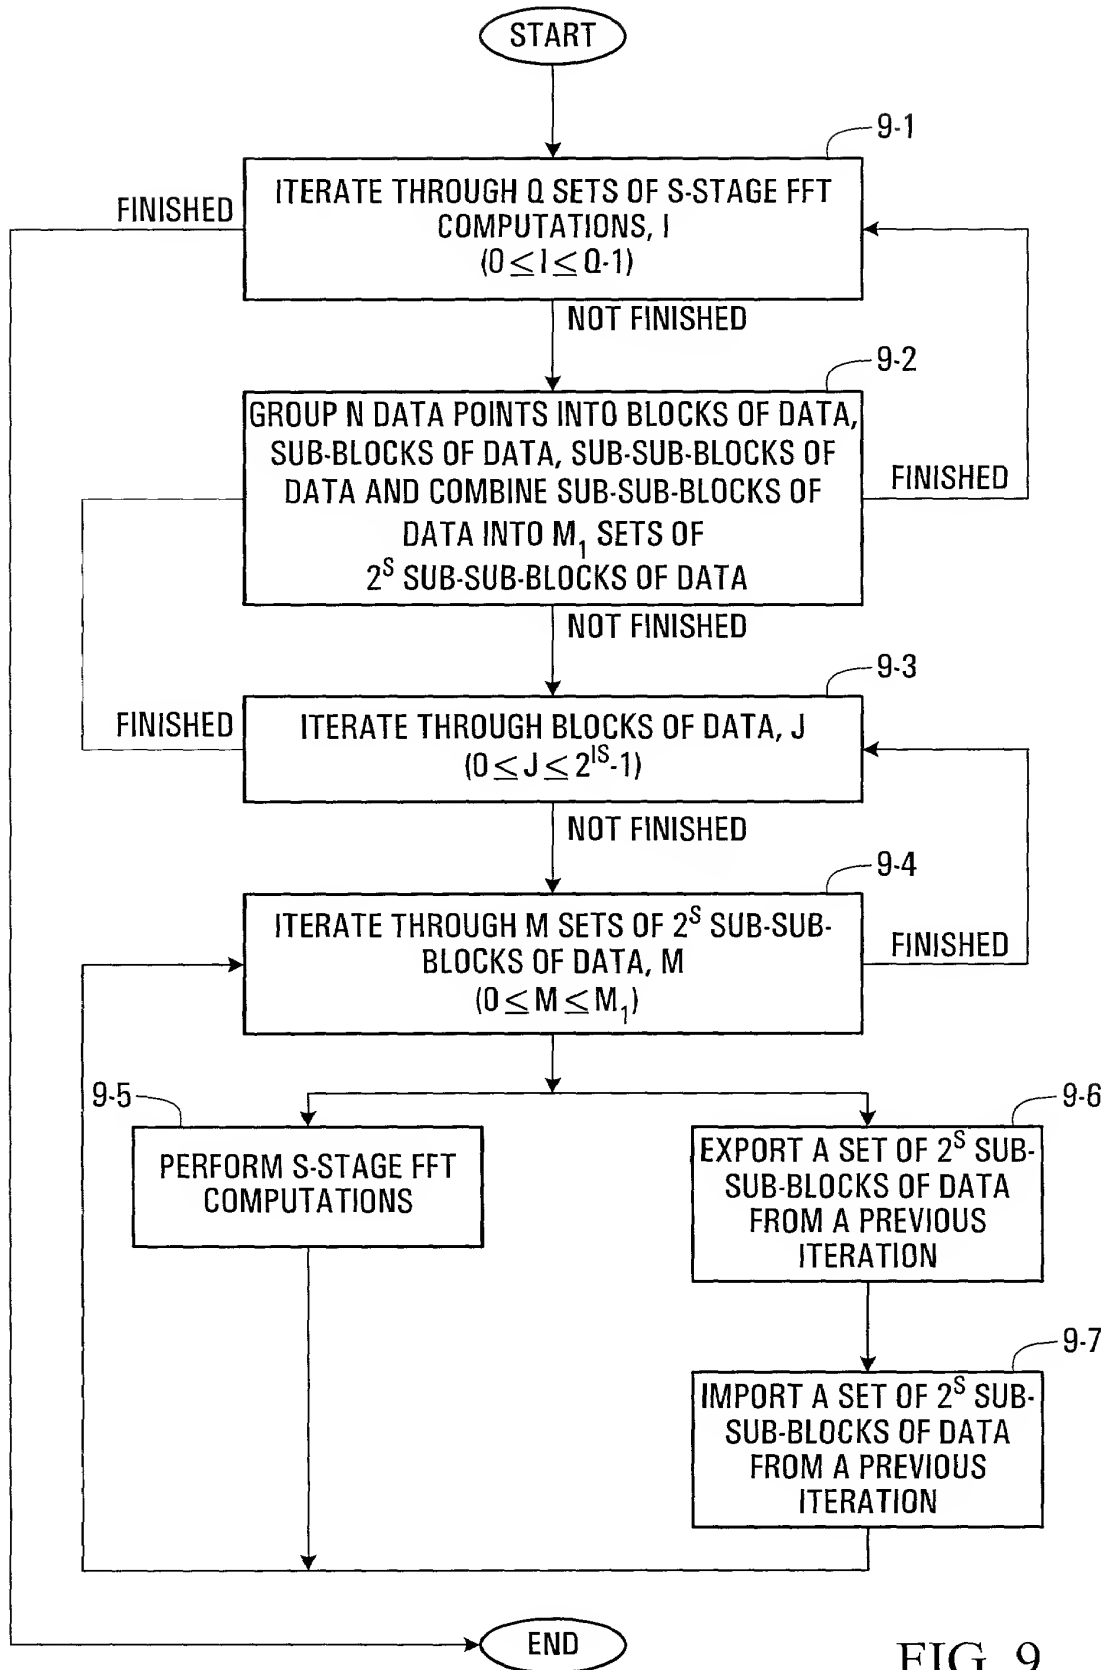 START
9-1
ITERATE THROUGH Q SETS OF S-STAGE FFT
COMPUTATIONS, I
(0 ≤ I ≤ Q-1)
FINISHED
NOT FINISHED
9-2
GROUP N DATA POINTS INTO BLOCKS OF DATA,
SUB-BLOCKS OF DATA, SUB-SUB-BLOCKS OF
DATA AND COMBINE SUB-SUB-BLOCKS OF
DATA INTO M₁ SETS OF
2ˢ SUB-SUB-BLOCKS OF DATA
FINISHED
NOT FINISHED
9-3
FINISHED
ITERATE THROUGH BLOCKS OF DATA, J
(0 ≤ J ≤ 2ᴵˢ-1)
NOT FINISHED
9-4
ITERATE THROUGH M SETS OF 2ˢ SUB-SUB-
BLOCKS OF DATA, M
(0 ≤ M ≤ M₁)
FINISHED
9-5
PERFORM S-STAGE FFT
COMPUTATIONS
9-6
EXPORT A SET OF 2ˢ SUB-
SUB-BLOCKS OF DATA
FROM A PREVIOUS
ITERATION
9-7
IMPORT A SET OF 2ˢ SUB-
SUB-BLOCKS OF DATA
FROM A PREVIOUS
ITERATION
END
FIG. 9